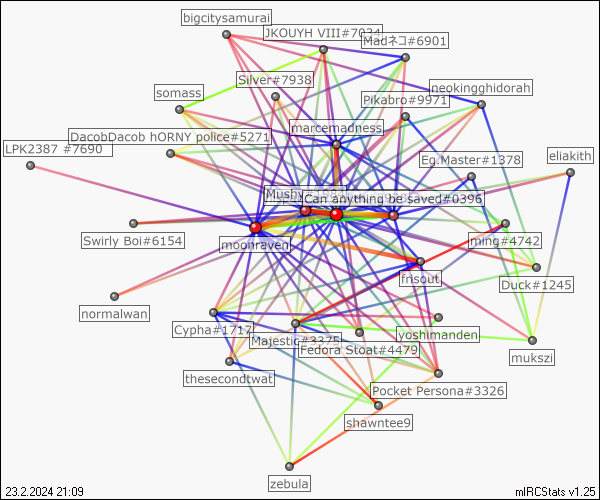 bigcitysamurai
JKOUYH VIII#7034
Madネコ#6901
Silver#7938
neokingghidorah
somass
Pikabro#9971
marcemadness
DacobDacob hORNY police#5271
LPK2387 #7690
Eg.Master#1378
eliakith
Mushy#1984
Can anything be saved#0396
Swirly Boi#6154
moonraven
ming#4742
frisout
Duck#1245
normalwan
Cypha#1717
Majestic#3375
yoshimanden
Fedora Stoat#4479
mukszi
thesecondtwat
Pocket Persona#3326
shawntee9
zebula
23.2.2024 21:09
mIRCStats v1.25